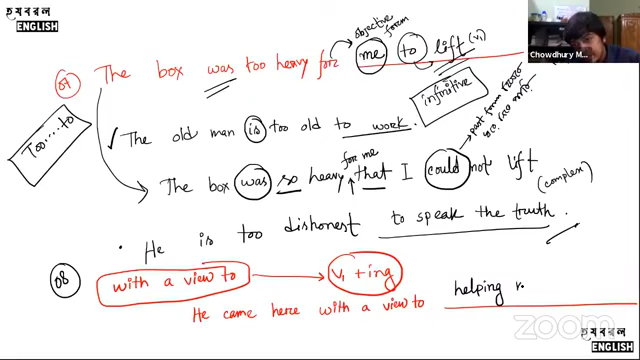 হ য ব র ল
ENGLISH
Chowdhury M...
objective form
07 The box was too heavy for me to lift (v1)
infinitive
Too.....to
✓ The old man is too old to work.
past form
for me
The box was so heavy that I could not lift
(complex)
• He is too dishonest to speak the truth.
08 with a view to → V1 + ing
He came here with a view to helping
zoom
হ য ব র ল
ENGLISH